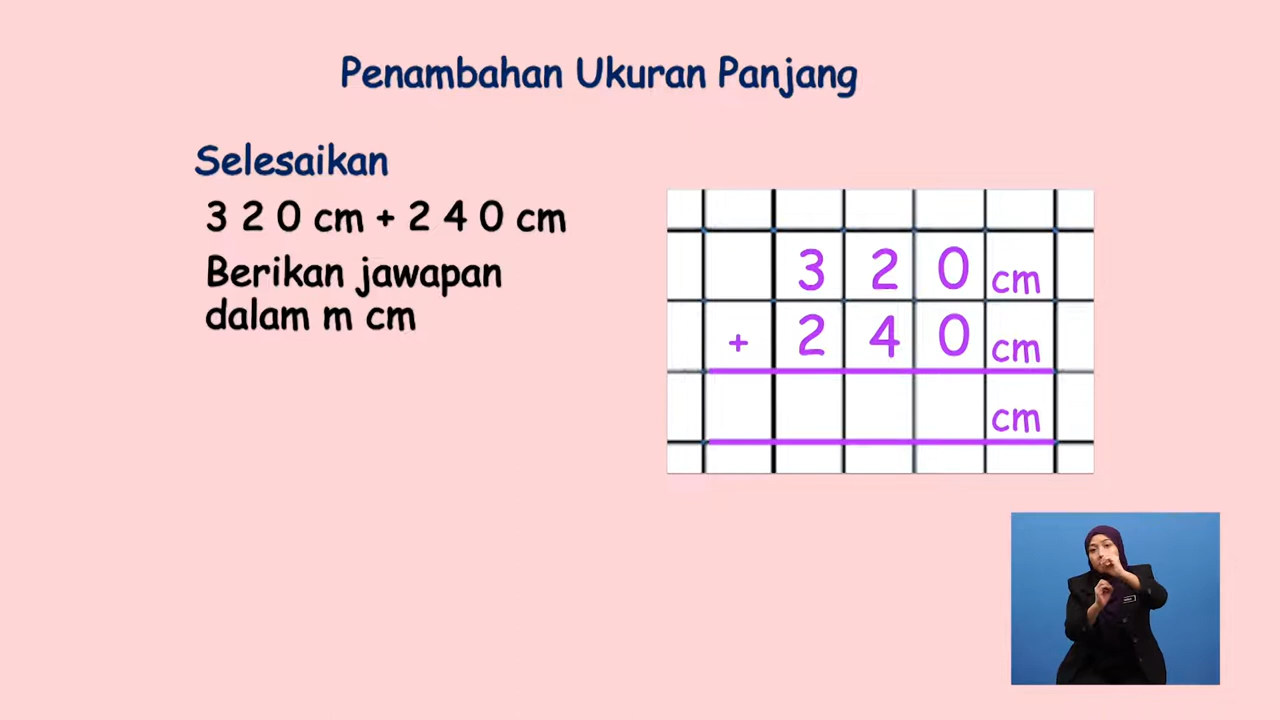 Penambahan Ukuran Panjang
Selesaikan
3 2 0 cm + 2 4 0 cm
Berikan jawapan
dalam m cm
3 2 0 cm
+ 2 4 0 cm
cm